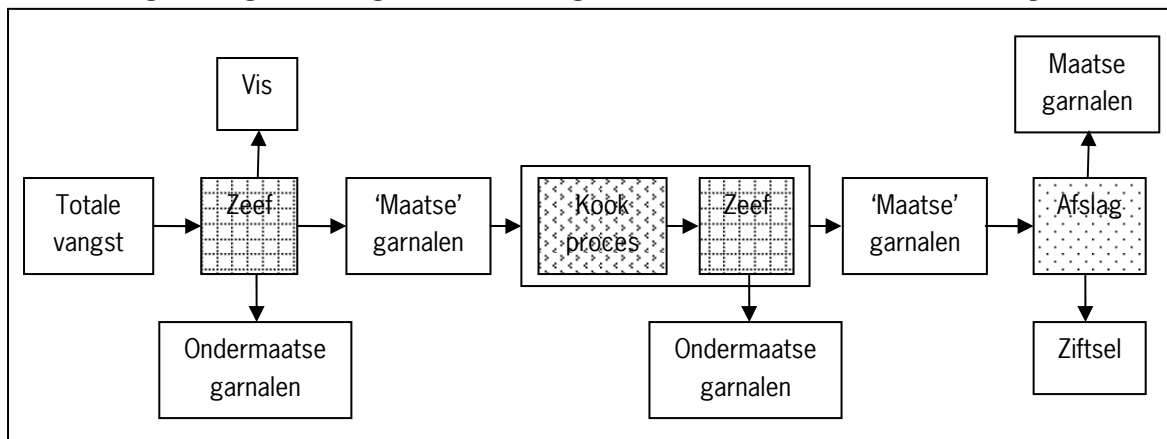 Vis
Maatse
garnalen
Totale
vangst
Zeef
‘Maatse’
garnalen
Kook
proces
Zeef
‘Maatse’
garnalen
Afslag
Ondermaatse
garnalen
Ondermaatse
garnalen
Ziftsel